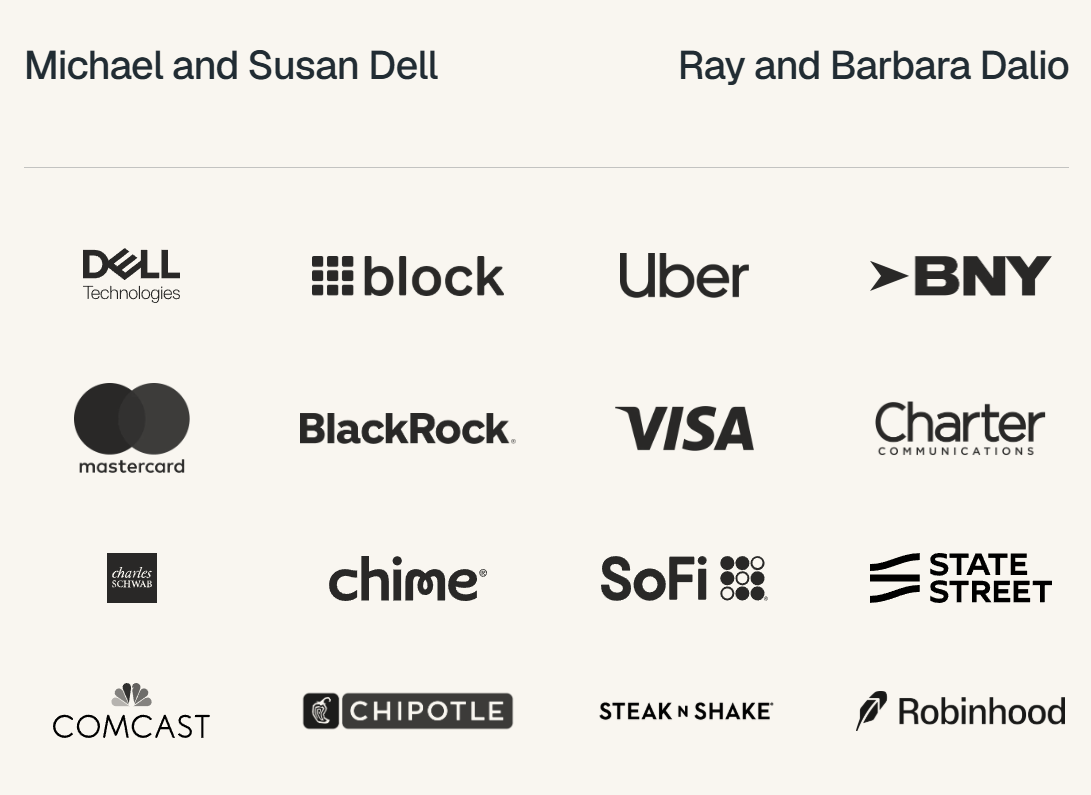 Michael and Susan Dell
Ray and Barbara Dalio
DELL
Technologies
block
Uber
BNY
mastercard
BlackRock®
VISA
Charter
COMMUNICATIONS
charles
SCHWAB
chime®
SoFi
STATE
STREET
COMCAST
CHIPOTLE
STEAK N SHAKE®
Robinhood